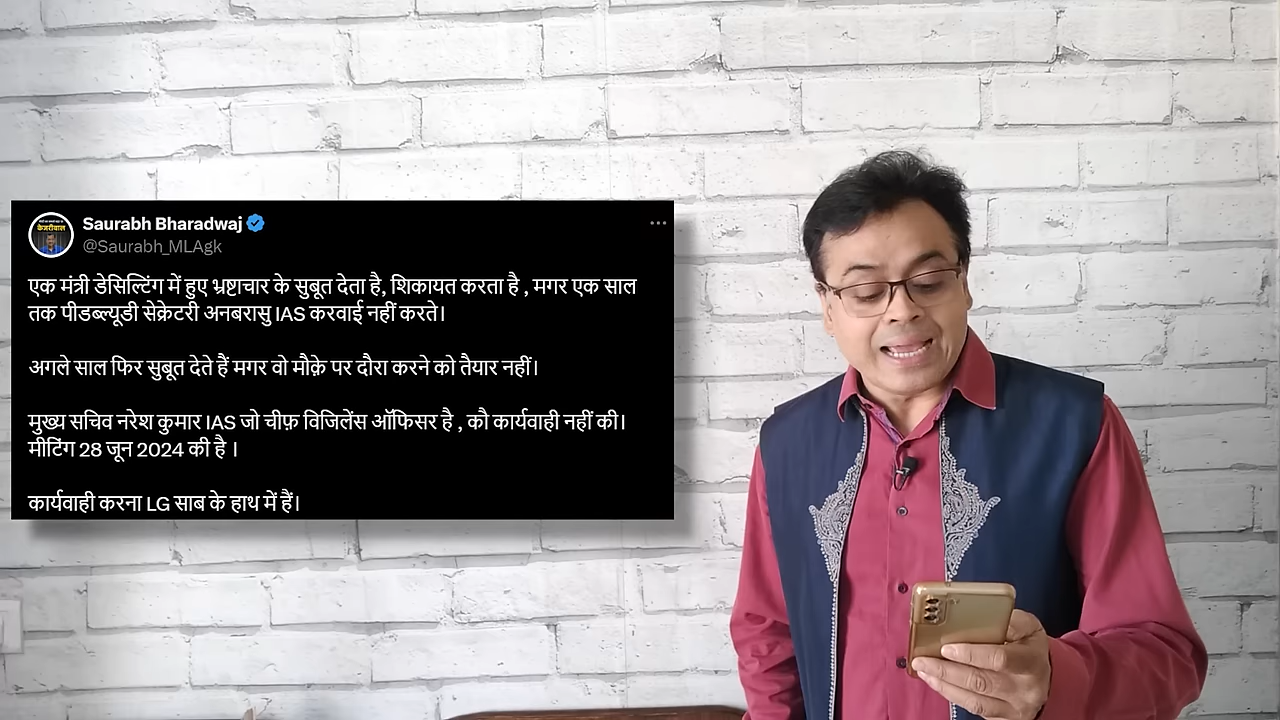 Saurabh Bharadwaj
@Saurabh_MLAgk
केजरीवाल
एक मंत्री डेसिल्टिंग में हुए भ्रष्टाचार के सुबूत देता है, शिकायत करता है , मगर एक साल
तक पीडब्ल्यूडी सेक्रेटरी अनबरासु IAS करवाई नहीं करते।
अगले साल फिर सुबूत देते हैं मगर वो मौक़े पर दौरा करने को तैयार नहीं।
मुख्य सचिव नरेश कुमार IAS जो चीफ़ विजिलेंस ऑफिसर है , कौ कार्यवाही नहीं की।
मीटिंग 28 जून 2024 की है ।
कार्यवाही करना LG साब के हाथ में हैं।